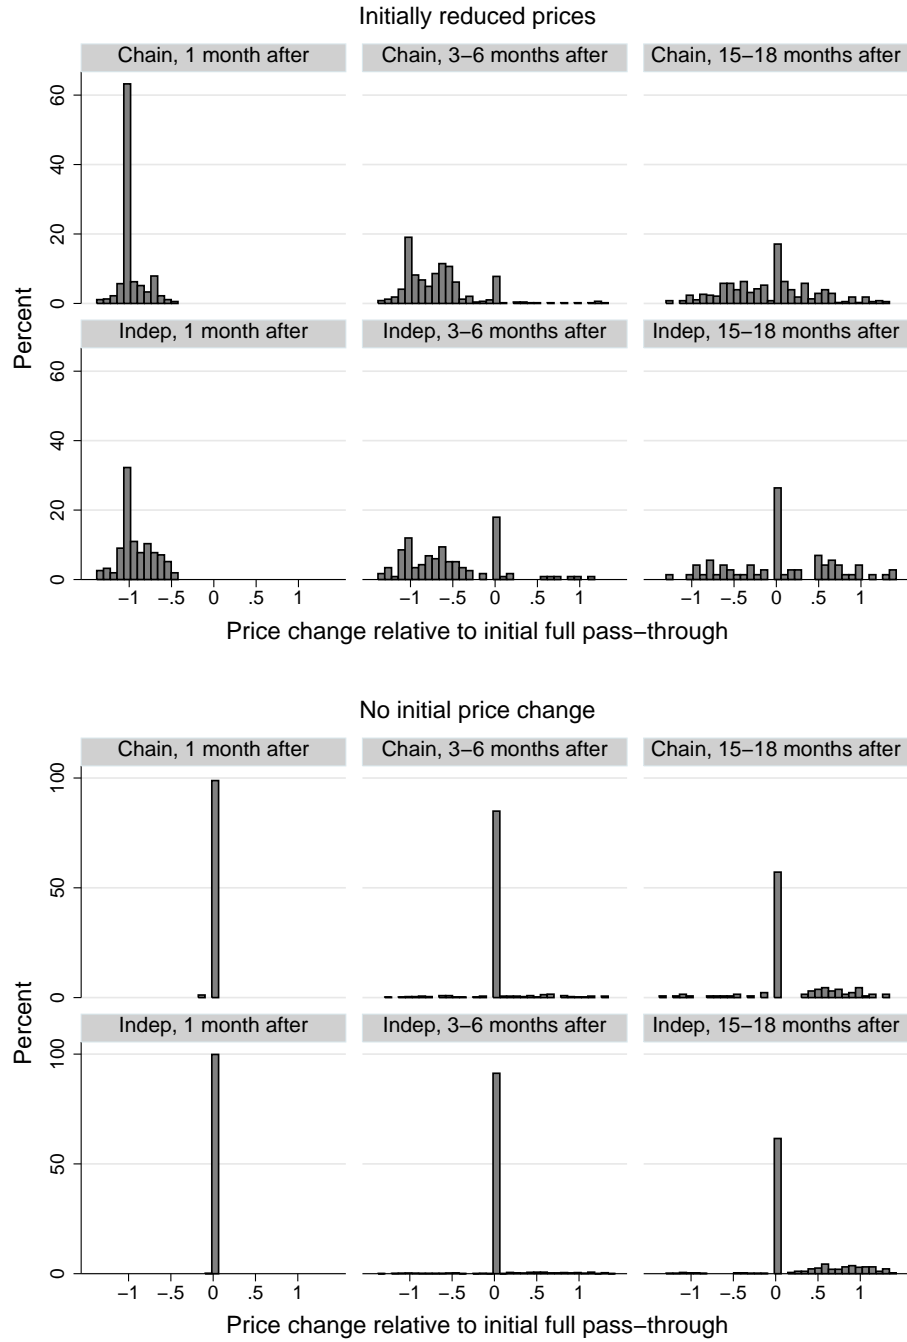 Initially reduced prices
Chain, 1 month after
Chain, 3−6 months after
Chain, 15−18 months after
60
40
20
0
Indep, 1 month after
Indep, 3−6 months after
Indep, 15−18 months after
60
40
20
0
Percent
−1 −.5 0 .5 1
−1 −.5 0 .5 1
−1 −.5 0 .5 1
Price change relative to initial full pass−through
No initial price change
Chain, 1 month after
Chain, 3−6 months after
Chain, 15−18 months after
100
50
0
Indep, 1 month after
Indep, 3−6 months after
Indep, 15−18 months after
100
50
0
Percent
−1 −.5 0 .5 1
−1 −.5 0 .5 1
−1 −.5 0 .5 1
Price change relative to initial full pass−through